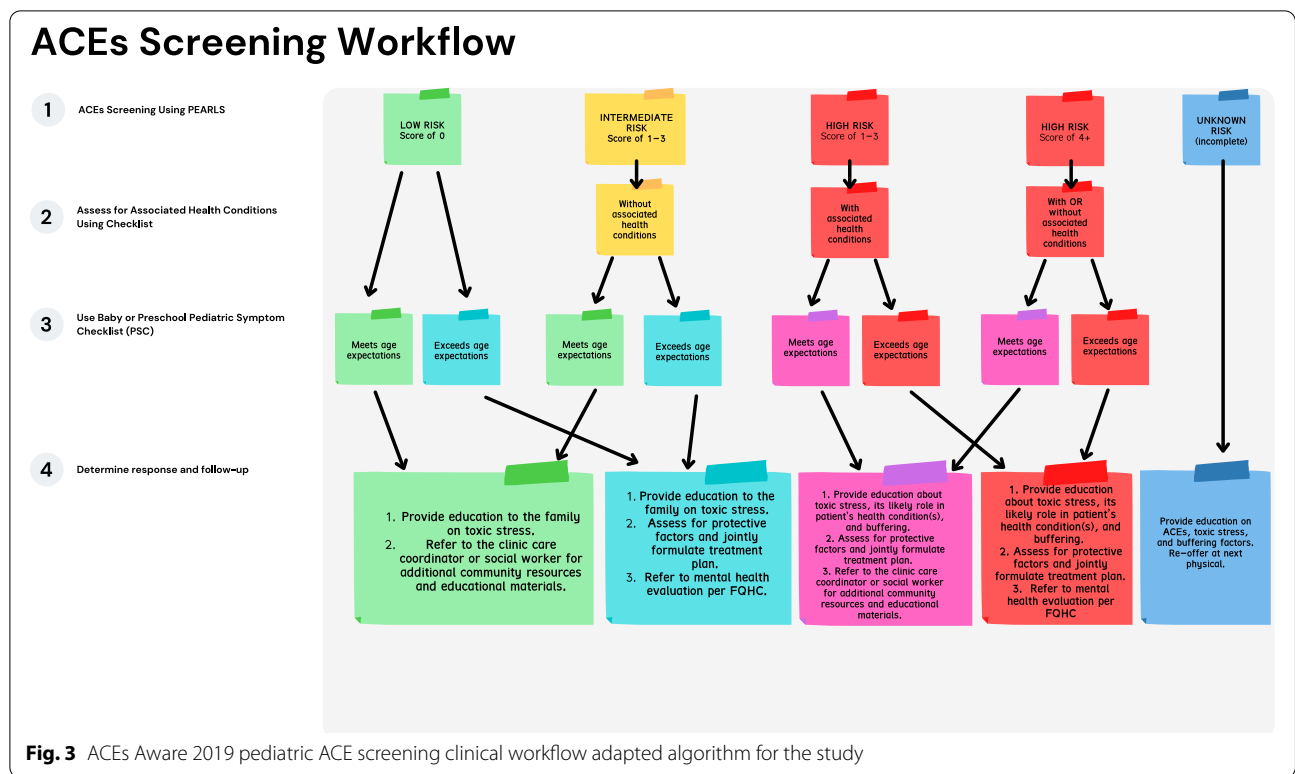 ACEs Screening Workflow
1
ACEs Screening Using PEARLS
LOW RISK
Score of 0
INTERMEDIATE
RISK
Score of 1–3
HIGH RISK
Score of 1–3
HIGH RISK
Score of 4+
UNKNOWN
RISK
(incomplete)
2
Assess for Associated Health Conditions
Using Checklist
Without
associated
health
conditions
With
associated
health
conditions
With OR
without
associated
health
conditions
3
Use Baby or Preschool Pediatric Symptom
Checklist (PSC)
Meets age
expectations
Exceeds age
expectations
Meets age
expectations
Exceeds age
expectations
Meets age
expectations
Exceeds age
expectations
Meets age
expectations
Exceeds age
expectations
4
Determine response and follow-up
1. Provide education to the family
on toxic stress.
2. Refer to the clinic care
coordinator or social worker for
additional community resources
and educational materials.
1. Provide education to the
family on toxic stress.
2. Assess for protective
factors and jointly
formulate treatment
plan.
3. Refer to mental health
evaluation per FQHC.
1. Provide education about
toxic stress, its likely role in
patient's health condition(s),
and buffering.
2. Assess for protective
factors and jointly formulate
treatment plan.
3. Refer to the clinic care
coordinator or social worker
for additional community
resources and educational
materials.
1. Provide education
about toxic stress, its
likely role in patient's
health condition(s), and
buffering.
2. Assess for protective
factors and jointly
formulate treatment plan.
3. Refer to mental
health evaluation per
FQHC
Provide education on
ACEs, toxic stress,
and buffering factors.
Re-offer at next
physical.
Fig. 3 ACEs Aware 2019 pediatric ACE screening clinical workflow adapted algorithm for the study